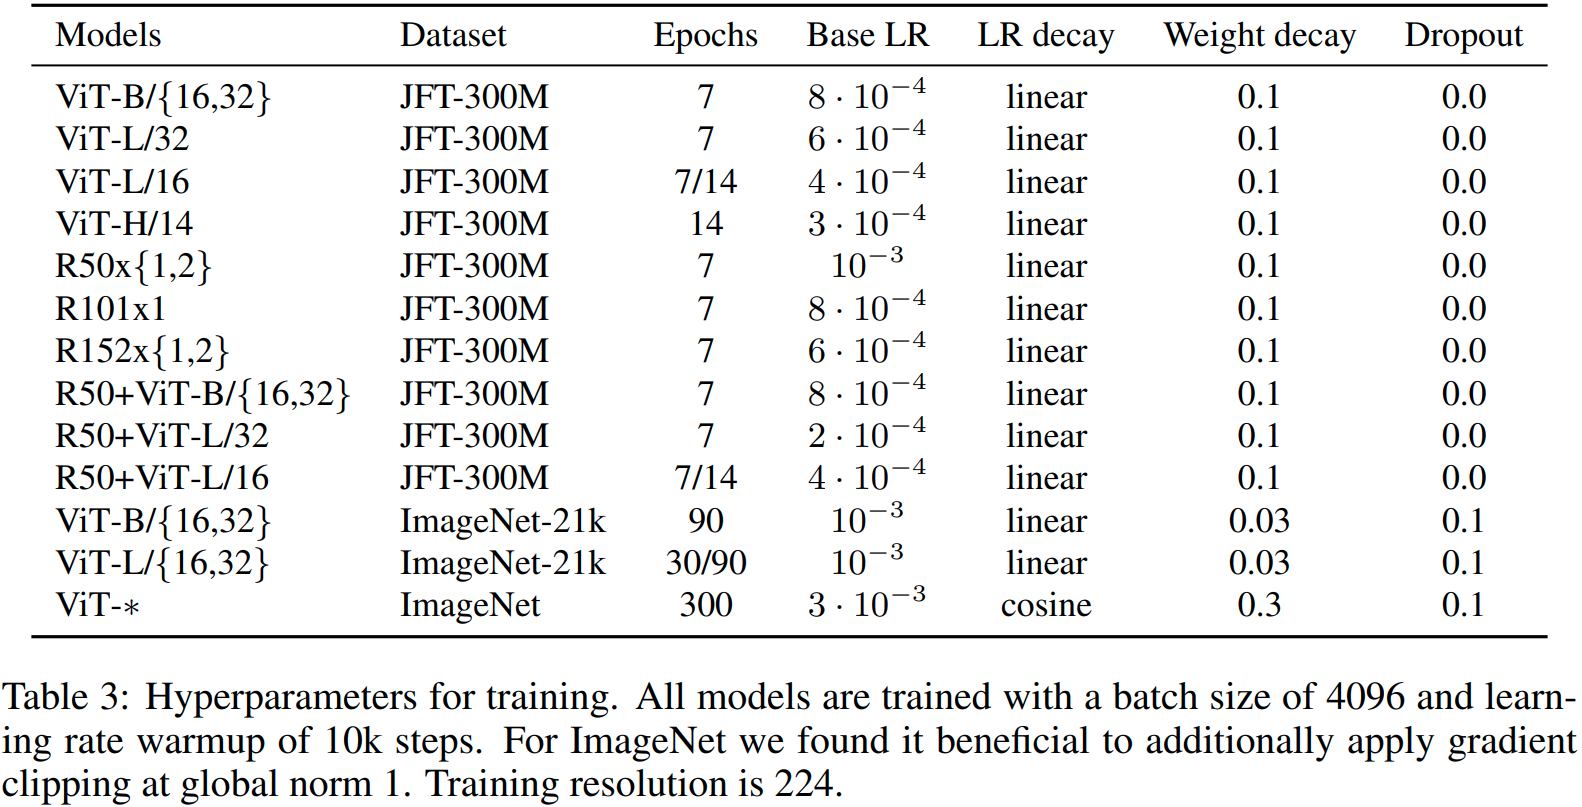 Models Dataset Epochs Base LR LR decay Weight decay Dropout
ViT-B/{16,32} JFT-300M 7 8 · 10⁻⁴ linear 0.1 0.0
ViT-L/32 JFT-300M 7 6 · 10⁻⁴ linear 0.1 0.0
ViT-L/16 JFT-300M 7/14 4 · 10⁻⁴ linear 0.1 0.0
ViT-H/14 JFT-300M 14 3 · 10⁻⁴ linear 0.1 0.0
R50x{1,2} JFT-300M 7 10⁻³ linear 0.1 0.0
R101x1 JFT-300M 7 8 · 10⁻⁴ linear 0.1 0.0
R152x{1,2} JFT-300M 7 6 · 10⁻⁴ linear 0.1 0.0
R50+ViT-B/{16,32} JFT-300M 7 8 · 10⁻⁴ linear 0.1 0.0
R50+ViT-L/32 JFT-300M 7 2 · 10⁻⁴ linear 0.1 0.0
R50+ViT-L/16 JFT-300M 7/14 4 · 10⁻⁴ linear 0.1 0.0
ViT-B/{16,32} ImageNet-21k 90 10⁻³ linear 0.03 0.1
ViT-L/{16,32} ImageNet-21k 30/90 10⁻³ linear 0.03 0.1
ViT-∗ ImageNet 300 3 · 10⁻³ cosine 0.3 0.1
Table 3: Hyperparameters for training. All models are trained with a batch size of 4096 and learn-
ing rate warmup of 10k steps. For ImageNet we found it beneficial to additionally apply gradient
clipping at global norm 1. Training resolution is 224.